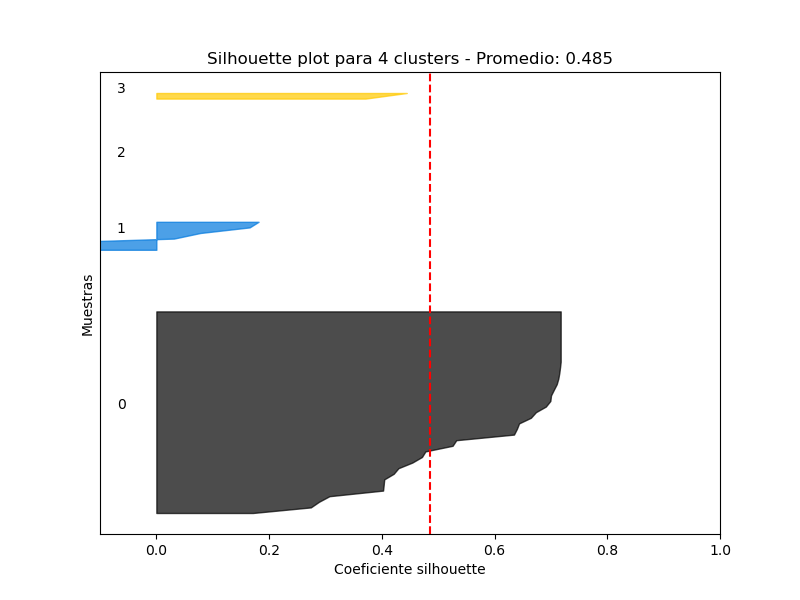 Silhouette plot para 4 clusters - Promedio: 0.485
3
2
1
0
Muestras
0.0 0.2 0.4 0.6 0.8 1.0
Coeficiente silhouette